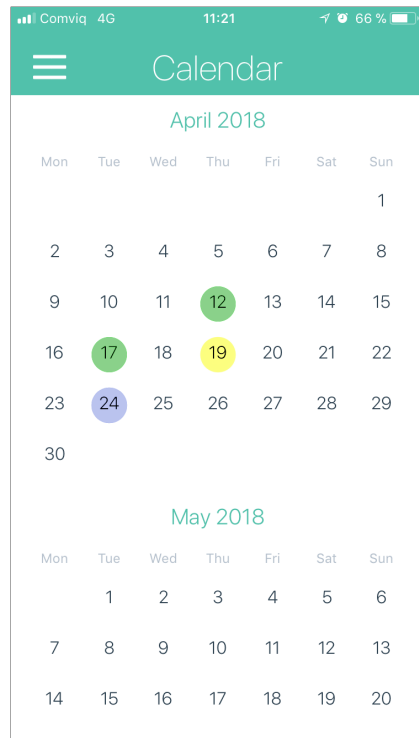 Comviq 4G 11:21 66 %
Calendar
April 2018
Mon Tue Wed Thu Fri Sat Sun
1
2 3 4 5 6 7 8
9 10 11 12 13 14 15
16 17 18 19 20 21 22
23 24 25 26 27 28 29
30
May 2018
Mon Tue Wed Thu Fri Sat Sun
1 2 3 4 5 6
7 8 9 10 11 12 13
14 15 16 17 18 19 20